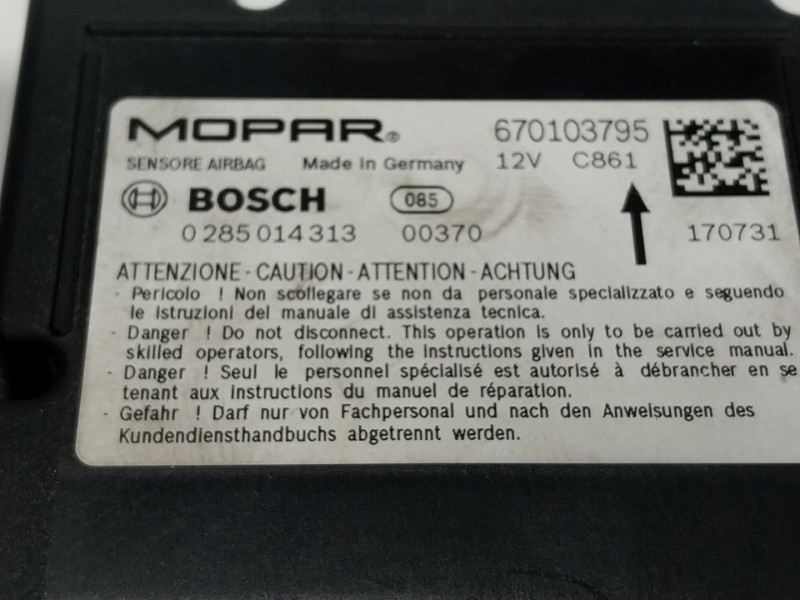 MOPAR® 670103795
SENSORE AIRBAG Made in Germany 12V C861
BOSCH 085
0 285 014 313 00370 170731
ATTENZIONE - CAUTION - ATTENTION - ACHTUNG
- Pericolo ! Non scollegare se non da personale specializzato e seguendo
le istruzioni del manuale di assistenza tecnica.
- Danger ! Do not disconnect. This operation is only to be carried out by
skilled operators, following the instructions given in the service manual.
- Danger ! Seul le personnel spécialisé est autorisé à débrancher en se
tenant aux instructions du manuel de réparation.
- Gefahr ! Darf nur von Fachpersonal und nach den Anweisungen des
Kundendiensthandbuchs abgetrennt werden.